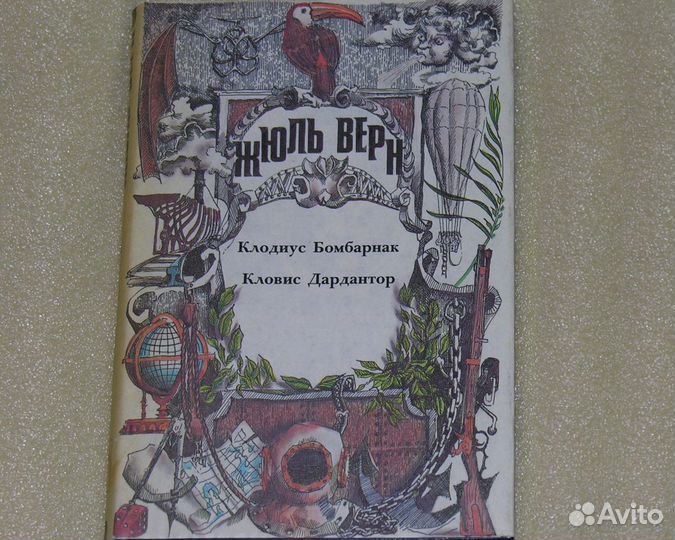 ЖЮЛЬ ВЕРН
Клодиус Бомбарнак
Кловис Дардантор
Avito